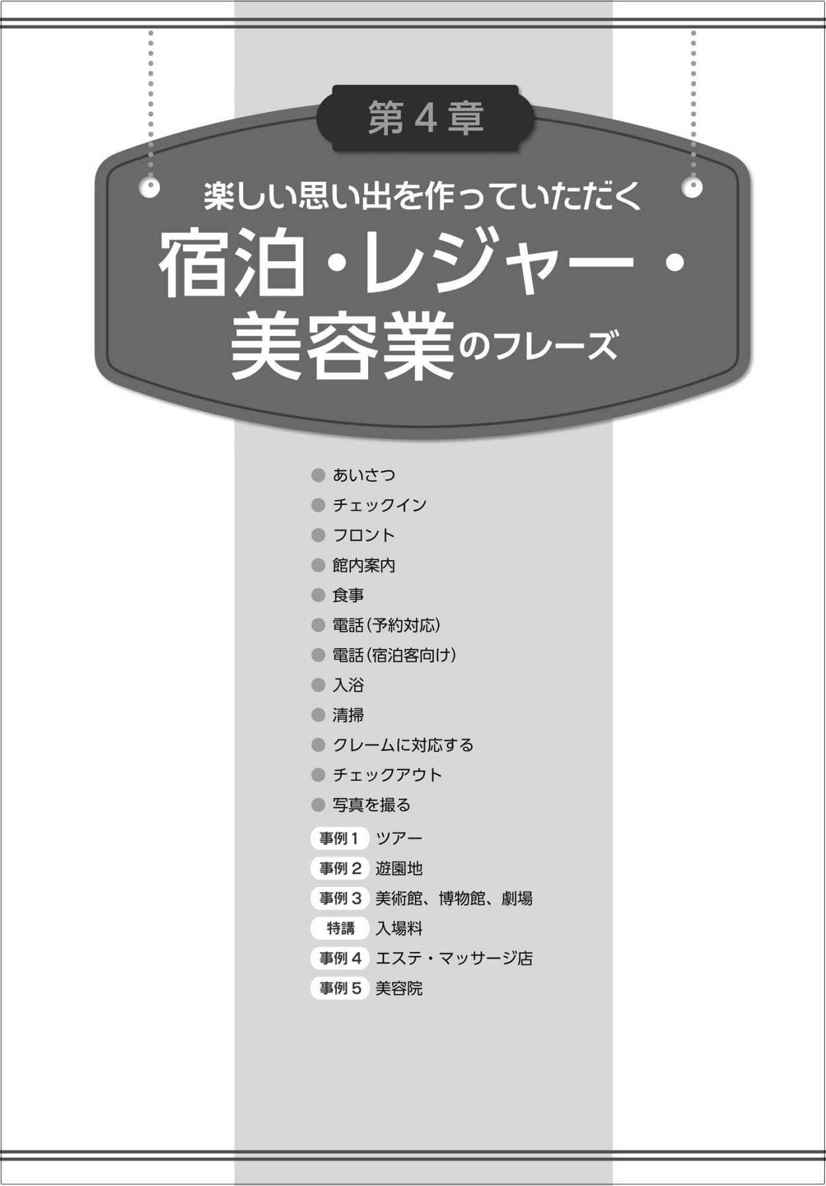 第4章
楽しい思い出を作っていただく
宿泊・レジャー・
美容業のフレーズ
● あいさつ
● チェックイン
● フロント
● 館内案内
● 食事
● 電話(予約対応)
● 電話(宿泊客向け)
● 入浴
● 清掃
● クレームに対応する
● チェックアウト
● 写真を撮る
事例1 ツアー
事例2 遊園地
事例3 美術館、博物館、劇場
特講 入場料
事例4 エステ・マッサージ店
事例5 美容院